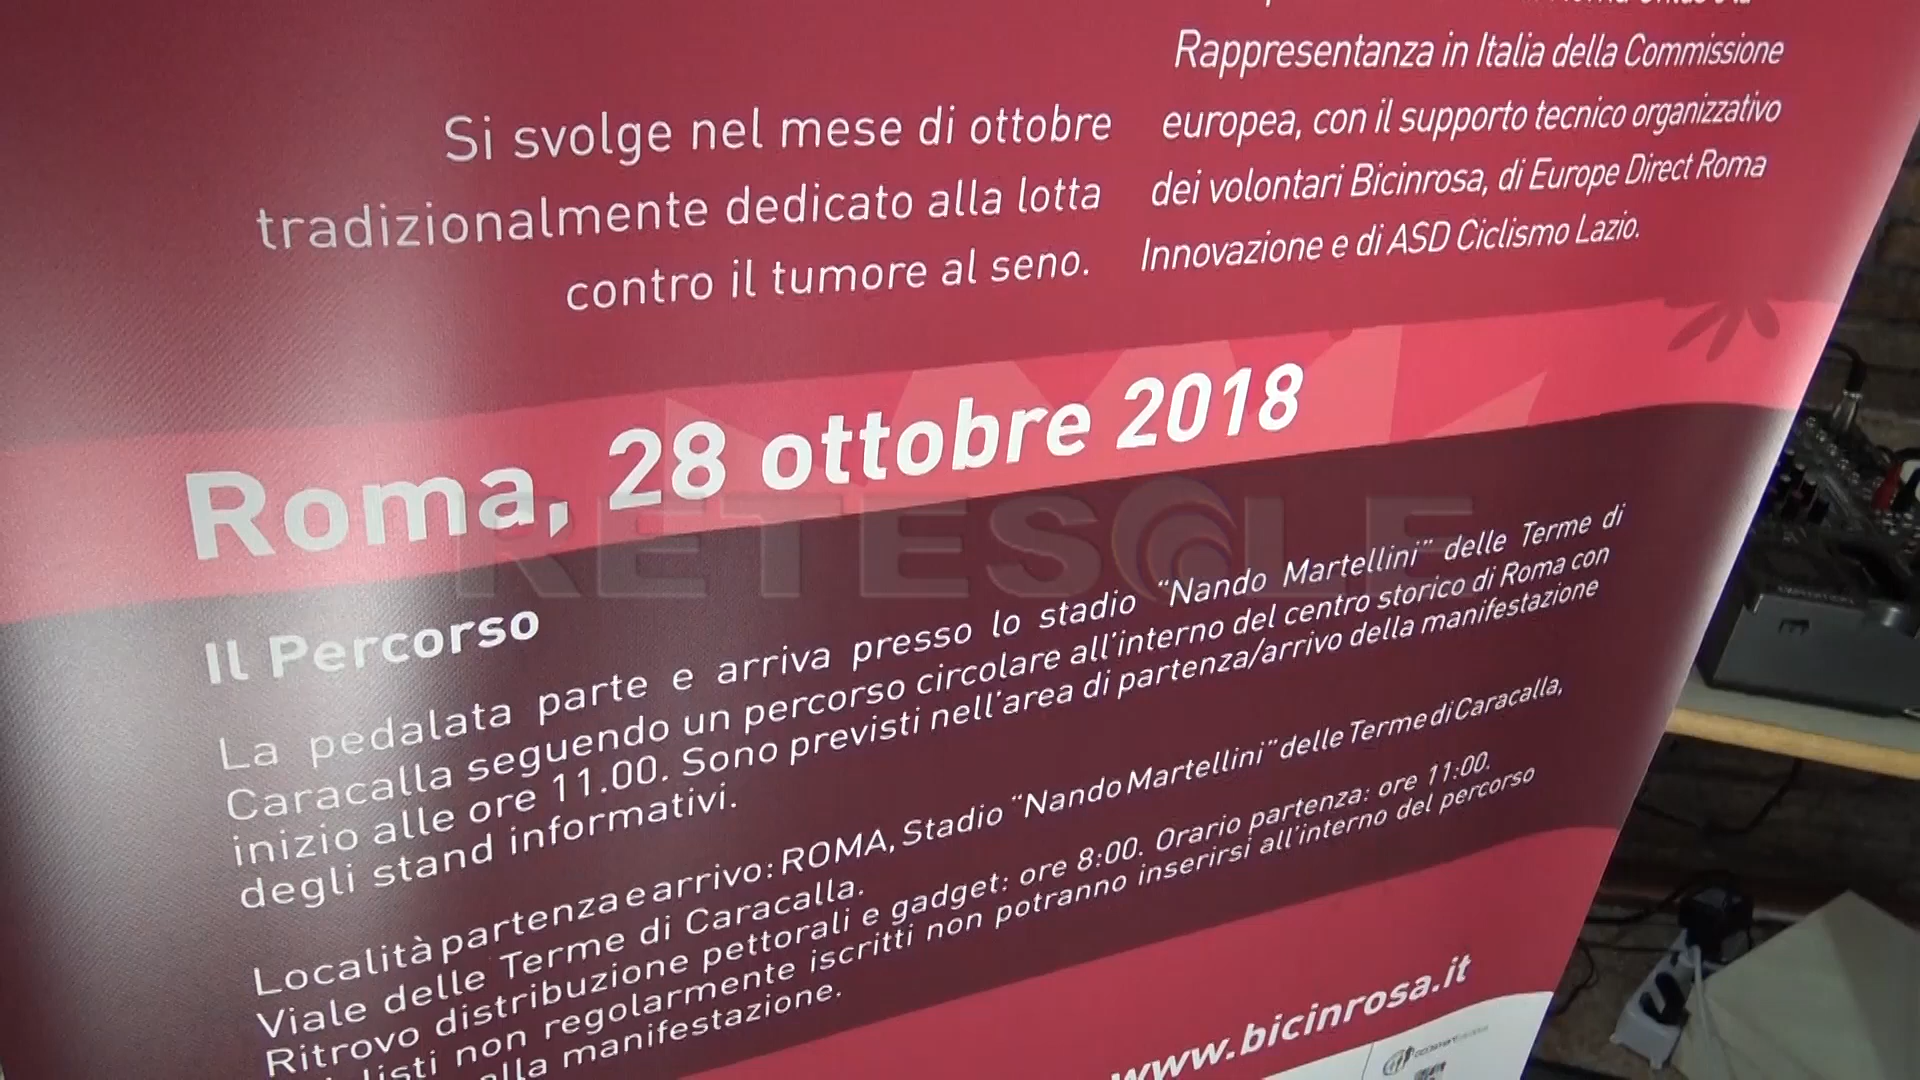 Si svolge nel mese di ottobre
tradizionalmente dedicato alla lotta
contro il tumore al seno.
Rappresentanza in Italia della Commissione
europea, con il supporto tecnico organizzativo
dei volontari Bicinrosa, di Europe Direct Roma
Innovazione e di ASD Ciclismo Lazio.
Roma, 28 ottobre 2018
RETESOLE
Il Percorso
La pedalata parte e arriva presso lo stadio “Nando Martellini” delle Terme di
Caracalla seguendo un percorso circolare all'interno del centro storico di Roma con
inizio alle ore 11.00. Sono previsti nell'area di partenza/arrivo della manifestazione
degli stand informativi.
Località partenza e arrivo: ROMA, Stadio “Nando Martellini” delle Terme di Caracalla,
Viale delle Terme di Caracalla.
Ritrovo distribuzione pettorali e gadget: ore 8:00. Orario partenza: ore 11:00.
non regolarmente iscritti non potranno inserirsi all'interno del percorso
manifestazione.
www.bicinrosa.it